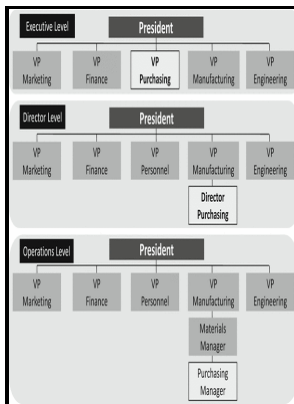 Executive Level
President
VP Marketing
VP Finance
VP Purchasing
VP Manufacturing
VP Engineering
Director Level
President
VP Marketing
VP Finance
VP Personnel
VP Manufacturing
VP Engineering
Director Purchasing
Operations Level
President
VP Marketing
VP Finance
VP Personnel
VP Manufacturing
VP Engineering
Materials Manager
Purchasing Manager